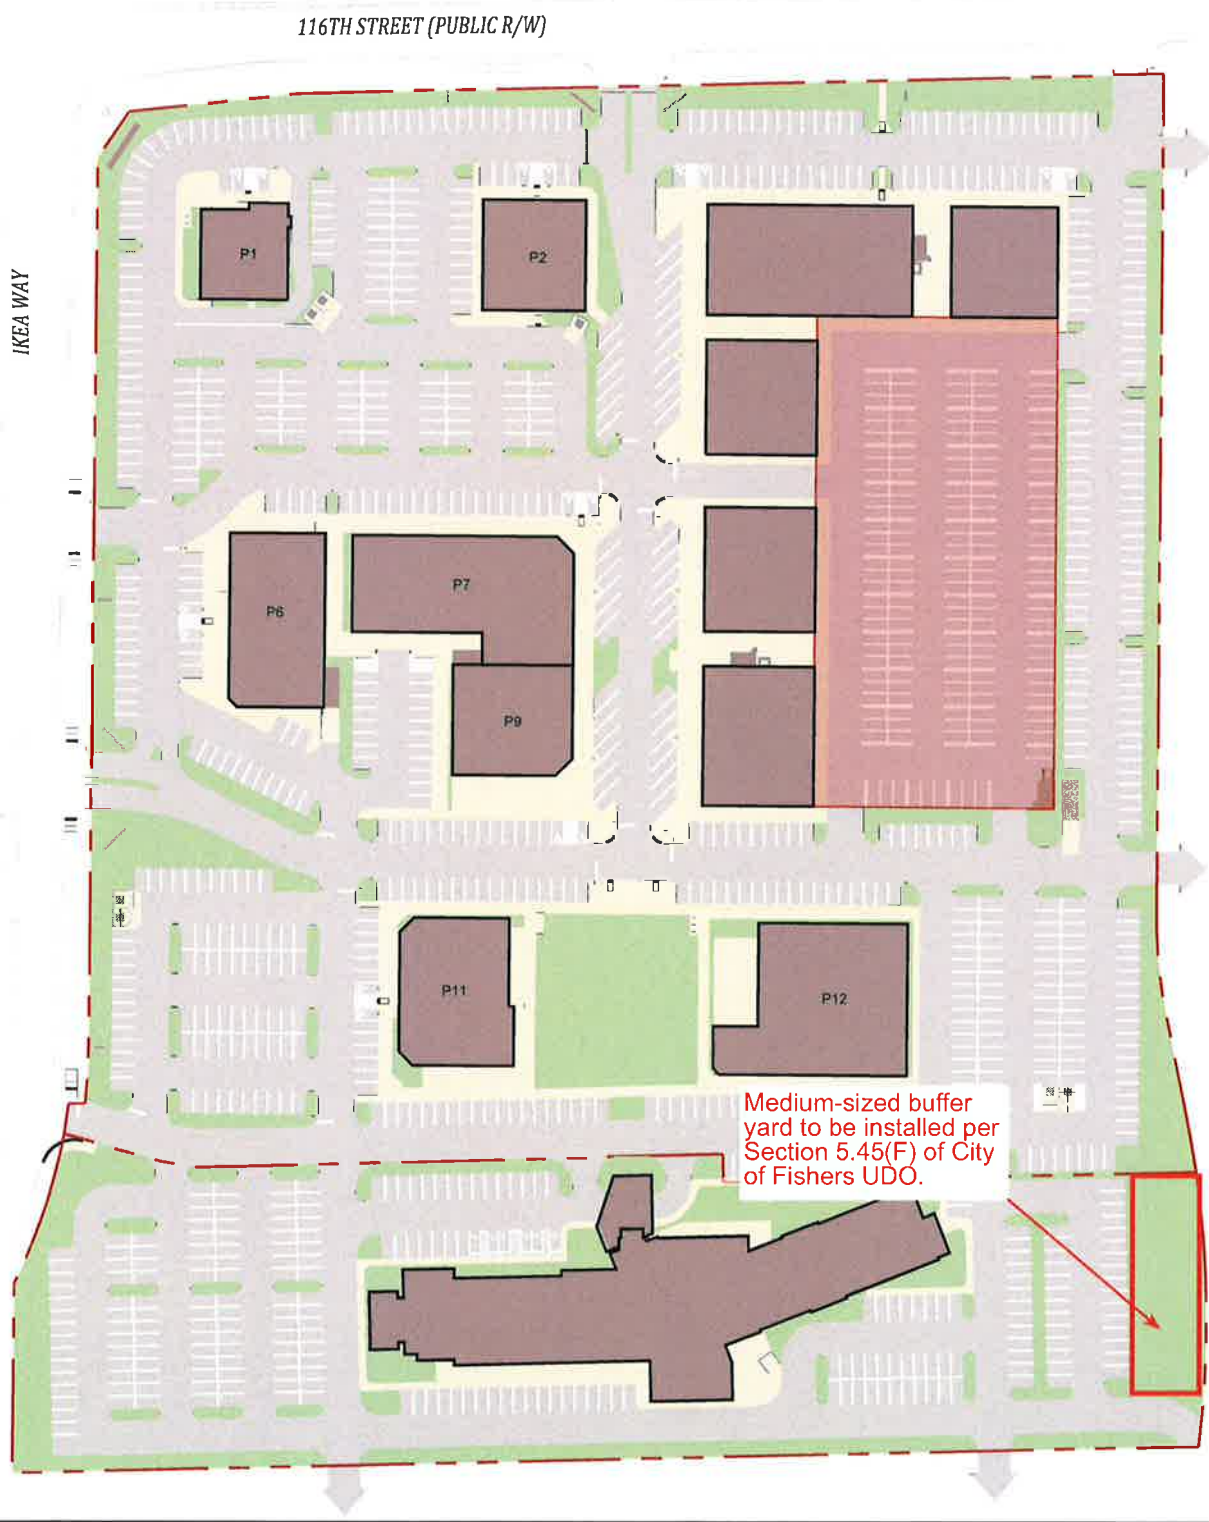 116TH STREET (PUBLIC R/W)
IKEA WAY
P1
P2
P6
P7
P9
P11
P12
Medium-sized buffer
yard to be installed per
Section 5.45(F) of City
of Fishers UDO.